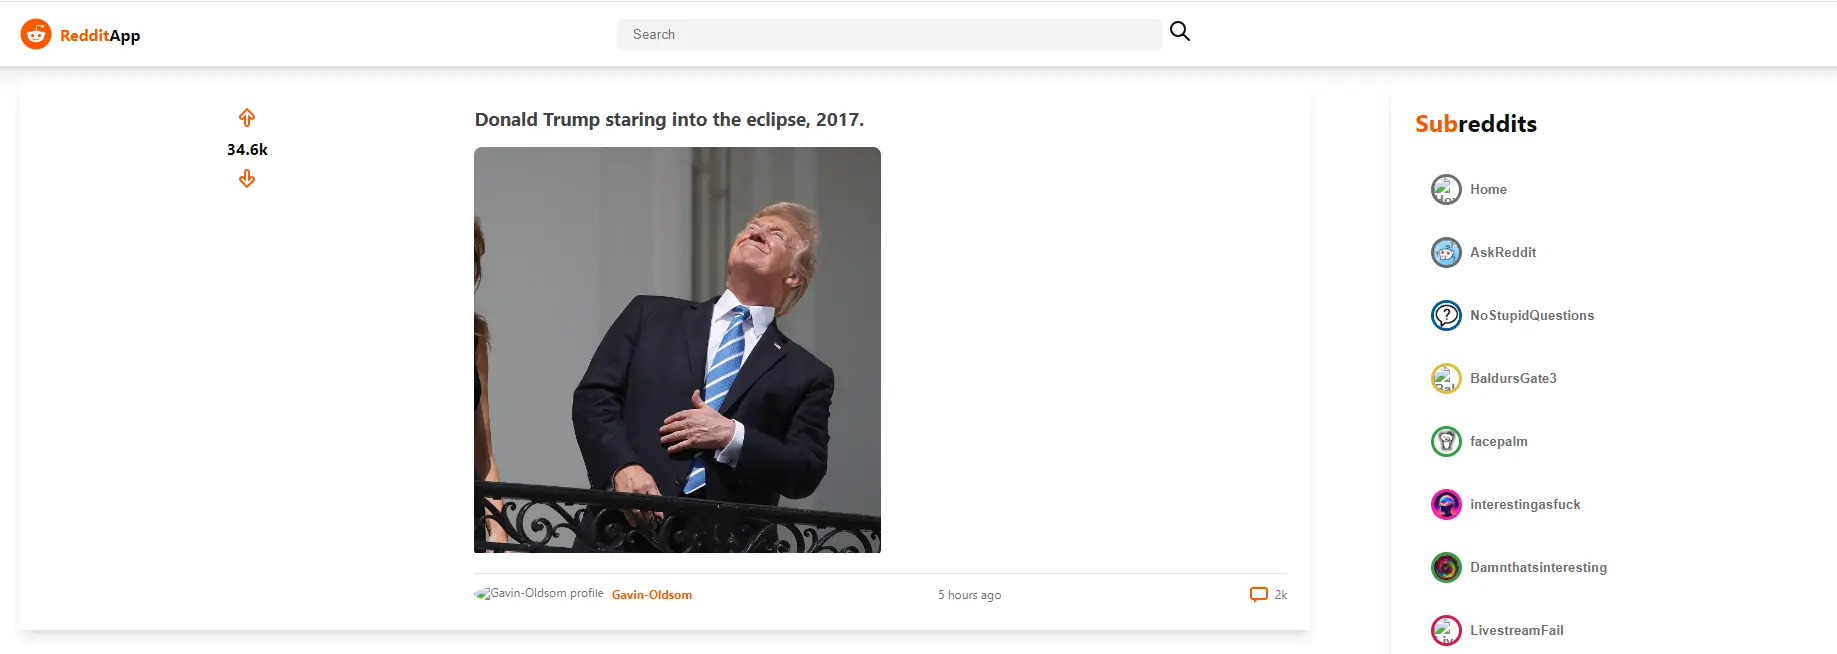 RedditApp
Search
34.6k
Donald Trump staring into the eclipse, 2017.
Gavin-Oldsom profile Gavin-Oldsom
5 hours ago
2k
Subreddits
Home
AskReddit
NoStupidQuestions
BaldursGate3
facepalm
interestingasfuck
Damnthatsinteresting
LivestreamFail